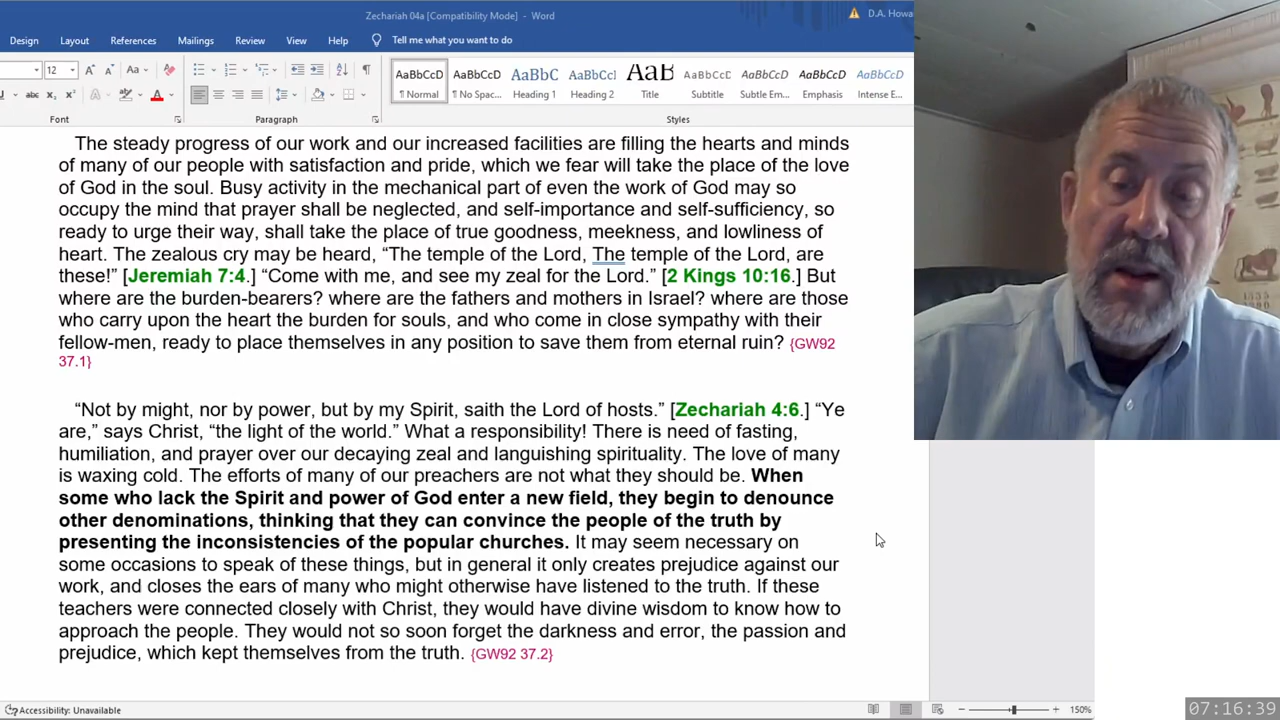 Zechariah 04a [Compatibility Mode] - Word
D.A. Howa
Design Layout References Mailings Review View Help Tell me what you want to do
12 Aa
AaBbCcD AaBbCcD AaBbC AaBbCc AaB AaBbCcD AaBbCcD AaBbCcD AaBbCcD
¶ Normal ¶ No Spac... Heading 1 Heading 2 Title Subtitle Subtle Em... Emphasis Intense E...
Font Paragraph Styles
The steady progress of our work and our increased facilities are filling the hearts and minds
of many of our people with satisfaction and pride, which we fear will take the place of the love
of God in the soul. Busy activity in the mechanical part of even the work of God may so
occupy the mind that prayer shall be neglected, and self-importance and self-sufficiency, so
ready to urge their way, shall take the place of true goodness, meekness, and lowliness of
heart. The zealous cry may be heard, “The temple of the Lord, The temple of the Lord, are
these!” [Jeremiah 7:4.] “Come with me, and see my zeal for the Lord.” [2 Kings 10:16.] But
where are the burden-bearers? where are the fathers and mothers in Israel? where are those
who carry upon the heart the burden for souls, and who come in close sympathy with their
fellow-men, ready to place themselves in any position to save them from eternal ruin? {GW92
37.1}
“Not by might, nor by power, but by my Spirit, saith the Lord of hosts.” [Zechariah 4:6.] “Ye
are,” says Christ, “the light of the world.” What a responsibility! There is need of fasting,
humiliation, and prayer over our decaying zeal and languishing spirituality. The love of many
is waxing cold. The efforts of many of our preachers are not what they should be. When
some who lack the Spirit and power of God enter a new field, they begin to denounce
other denominations, thinking that they can convince the people of the truth by
presenting the inconsistencies of the popular churches. It may seem necessary on
some occasions to speak of these things, but in general it only creates prejudice against our
work, and closes the ears of many who might otherwise have listened to the truth. If these
teachers were connected closely with Christ, they would have divine wisdom to know how to
approach the people. They would not so soon forget the darkness and error, the passion and
prejudice, which kept themselves from the truth. {GW92 37.2}
Accessibility: Unavailable
150%
07:16:39